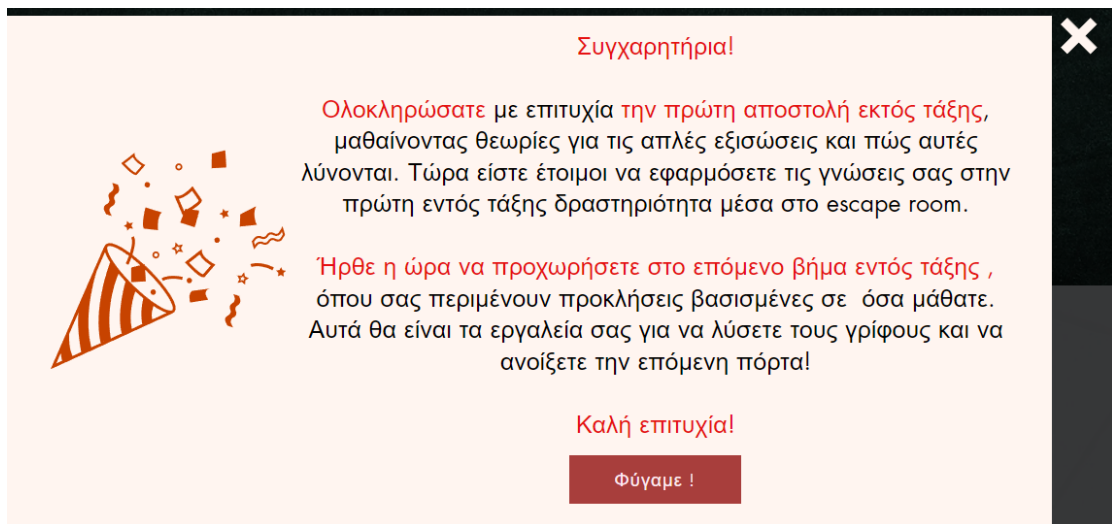 Συγχαρητήρια!
Ολοκληρώσατε με επιτυχία την πρώτη αποστολή εκτός τάξης,
μαθαίνοντας θεωρίες για τις απλές εξισώσεις και πώς αυτές
λύνονται. Τώρα είστε έτοιμοι να εφαρμόσετε τις γνώσεις σας στην
πρώτη εντός τάξης δραστηριότητα μέσα στο escape room.
Ήρθε η ώρα να προχωρήσετε στο επόμενο βήμα εντός τάξης ,
όπου σας περιμένουν προκλήσεις βασισμένες σε όσα μάθατε.
Αυτά θα είναι τα εργαλεία σας για να λύσετε τους γρίφους και να
ανοίξετε την επόμενη πόρτα!
Καλή επιτυχία!
Φύγαμε !